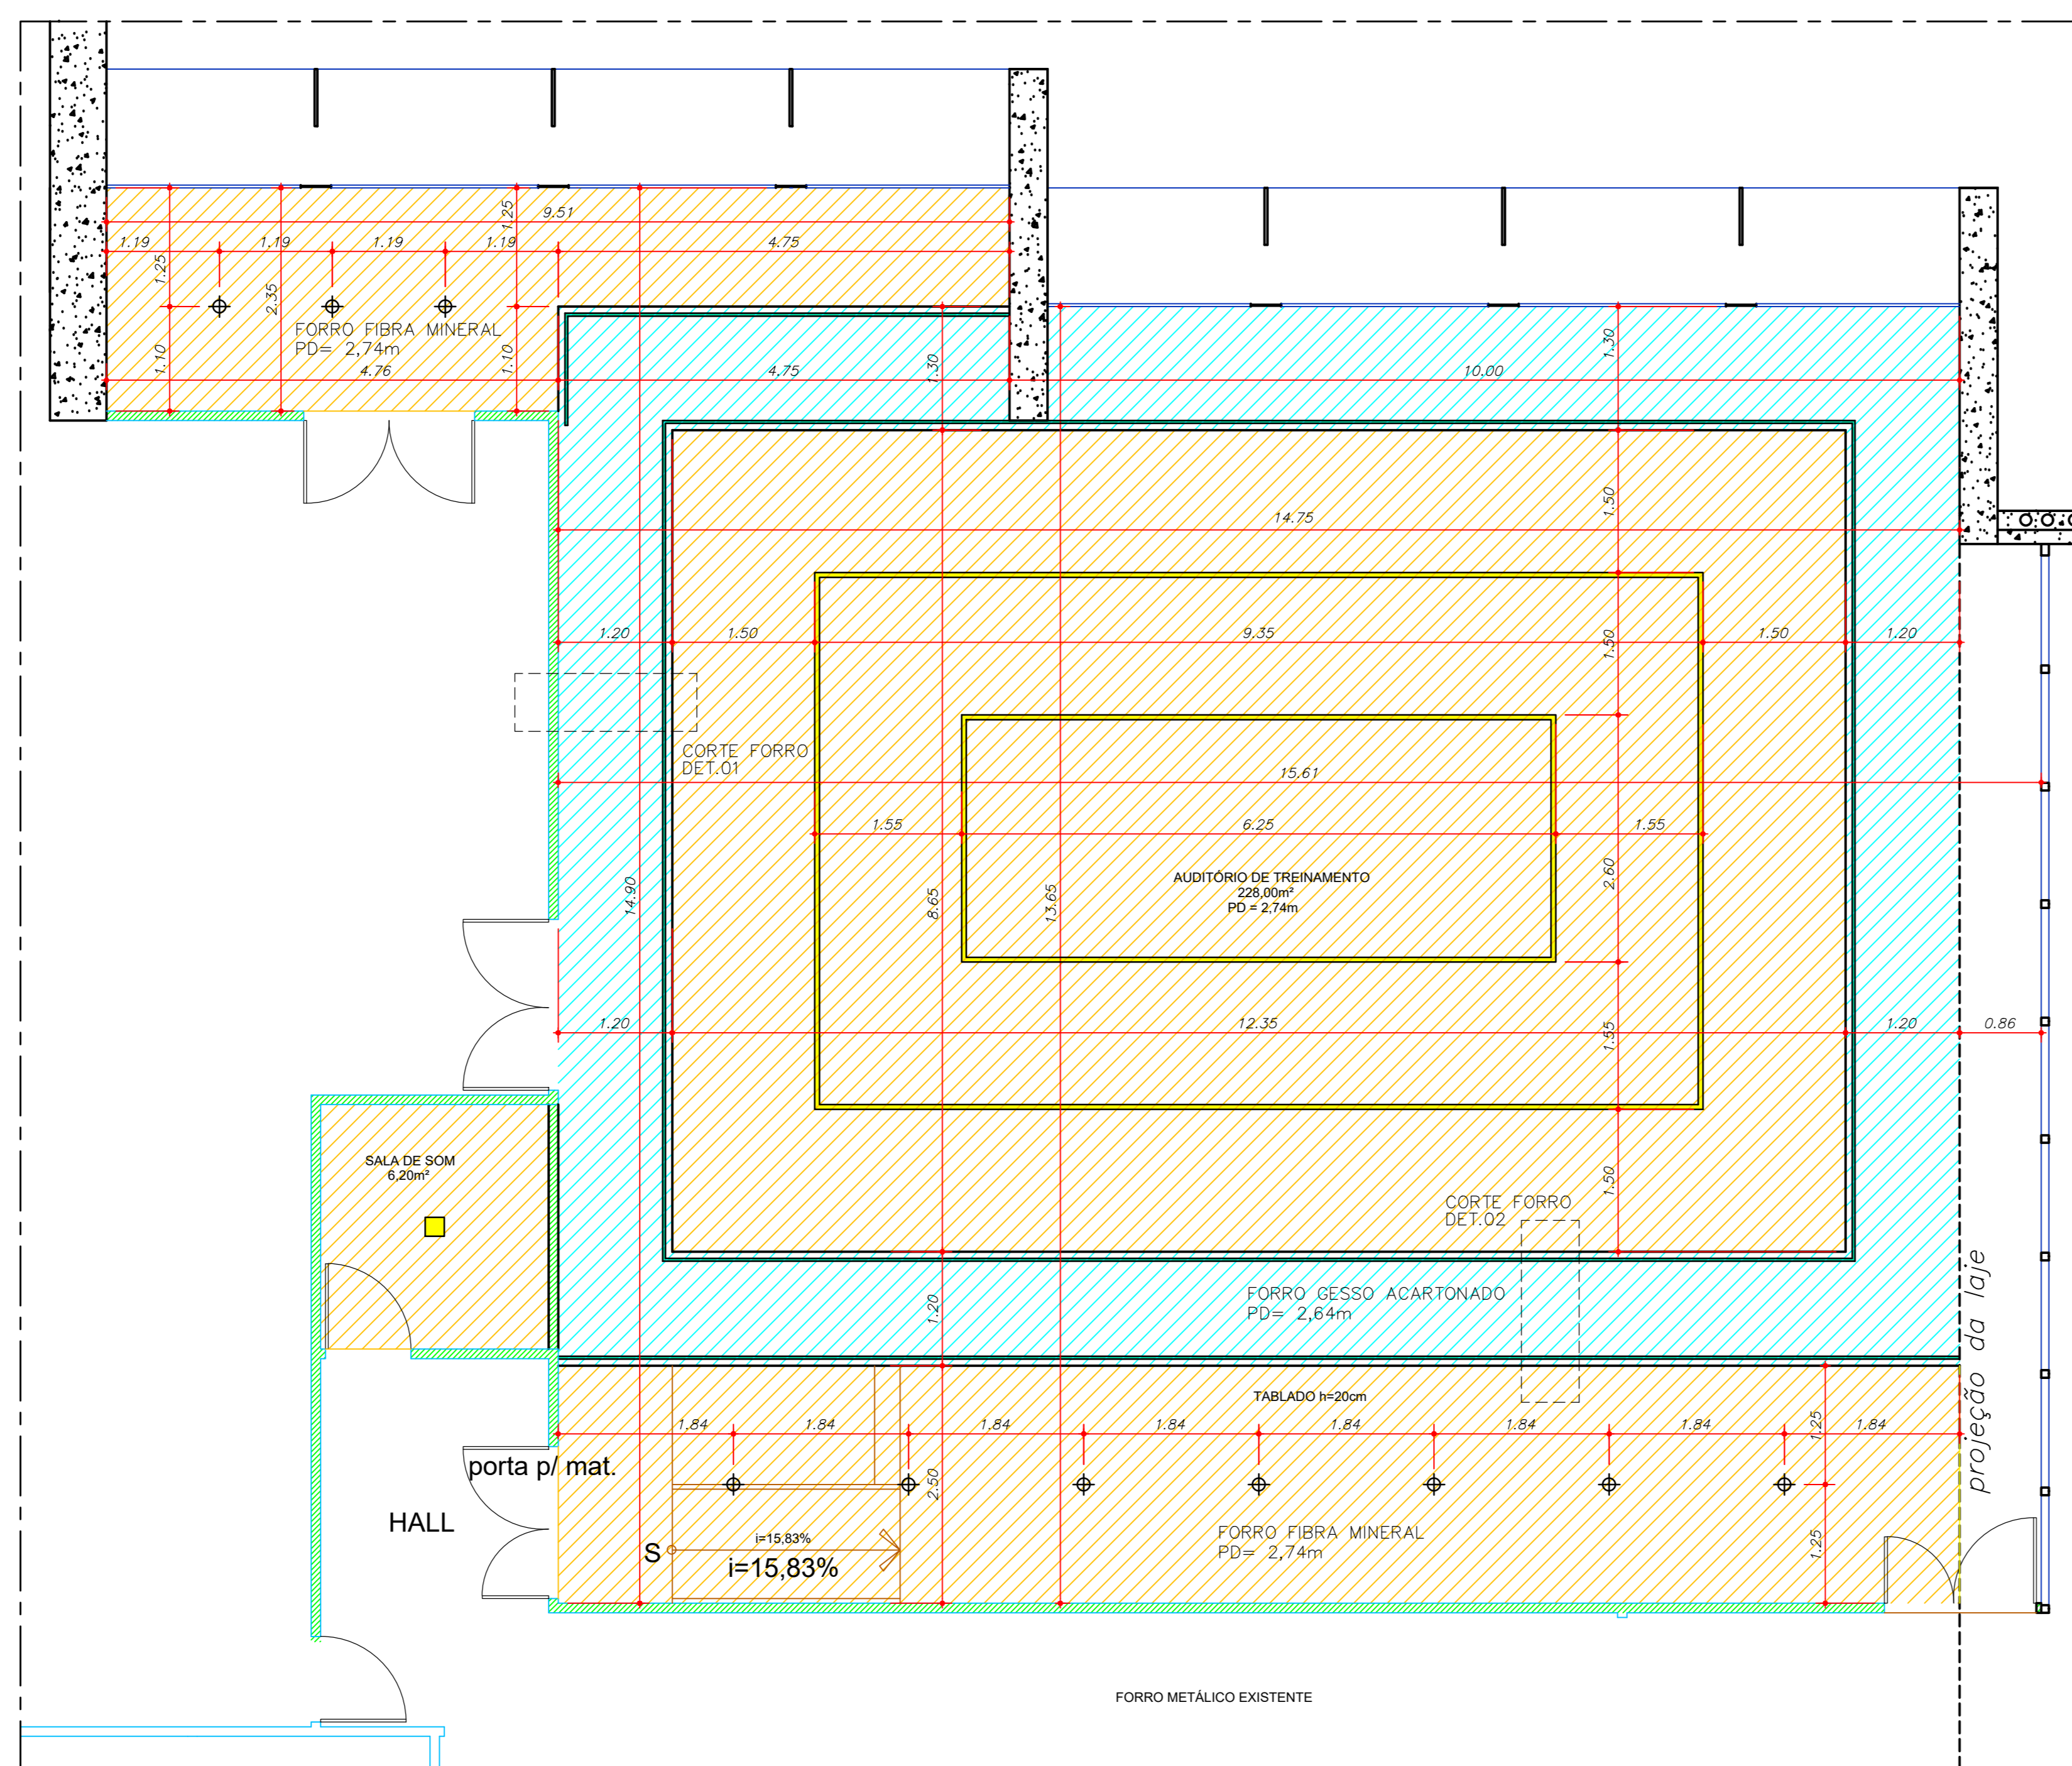 9.51
1.19
1.19
1.19
1.19
4.75
1.25
1.25
2.35
FORRO FIBRA MINERAL
PD= 2,74m
1.10
1.10
4.76
4.75
1.30
1.30
10.00
1.50
14.75
1.20
1.50
9.35
1.50
1.20
1.50
CORTE FORRO
DET.01
15.61
1.55
6.25
1.55
AUDITÓRIO DE TREINAMENTO
228,00m²
PD = 2,74m
14.90
8.65
13.65
2.60
1.20
12.35
1.20
0.86
1.55
SALA DE SOM
6,20m²
1.50
CORTE FORRO
DET.02
FORRO GESSO ACARTONADO
PD= 2,64m
1.20
projeção da laje
TABLADO h=20cm
1.84
1.84
1.84
1.84
1.84
1.84
1.84
1.84
1.25
porta p/ mat.
2.50
HALL
S
i=15,83%
i=15,83%
FORRO FIBRA MINERAL
PD= 2,74m
1.25
FORRO METÁLICO EXISTENTE